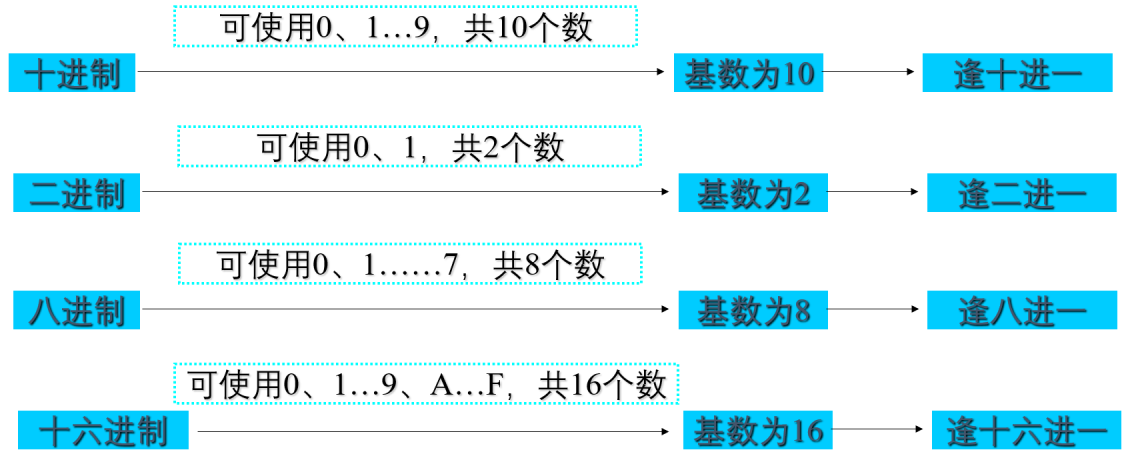 可使用0、1…9，共10个数
十进制 基数为10 逢十进一
可使用0、1，共2个数
二进制 基数为2 逢二进一
可使用0、1……7，共8个数
八进制 基数为8 逢八进一
可使用0、1…9、A…F，共16个数
十六进制 基数为16 逢十六进一